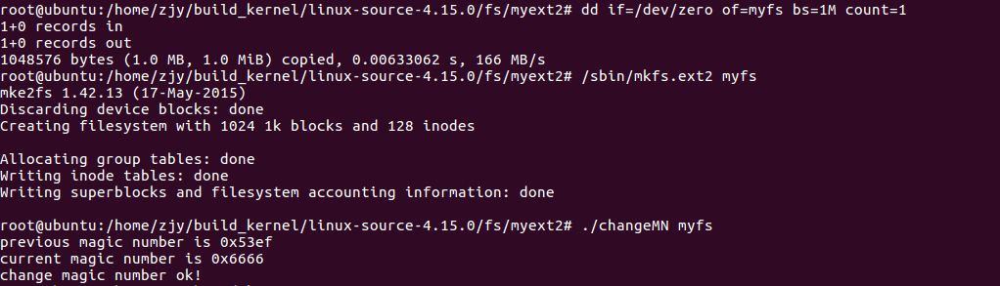 root@ubuntu:/home/zjy/build_kernel/linux-source-4.15.0/fs/myext2# dd if=/dev/zero of=myfs bs=1M count=1
1+0 records in
1+0 records out
1048576 bytes (1.0 MB, 1.0 MiB) copied, 0.00633062 s, 166 MB/s
root@ubuntu:/home/zjy/build_kernel/linux-source-4.15.0/fs/myext2# /sbin/mkfs.ext2 myfs
mke2fs 1.42.13 (17-May-2015)
Discarding device blocks: done
Creating filesystem with 1024 1k blocks and 128 inodes
Allocating group tables: done
Writing inode tables: done
Writing superblocks and filesystem accounting information: done
root@ubuntu:/home/zjy/build_kernel/linux-source-4.15.0/fs/myext2# ./changeMN myfs
previous magic number is 0x53ef
current magic number is 0x6666
change magic number ok!